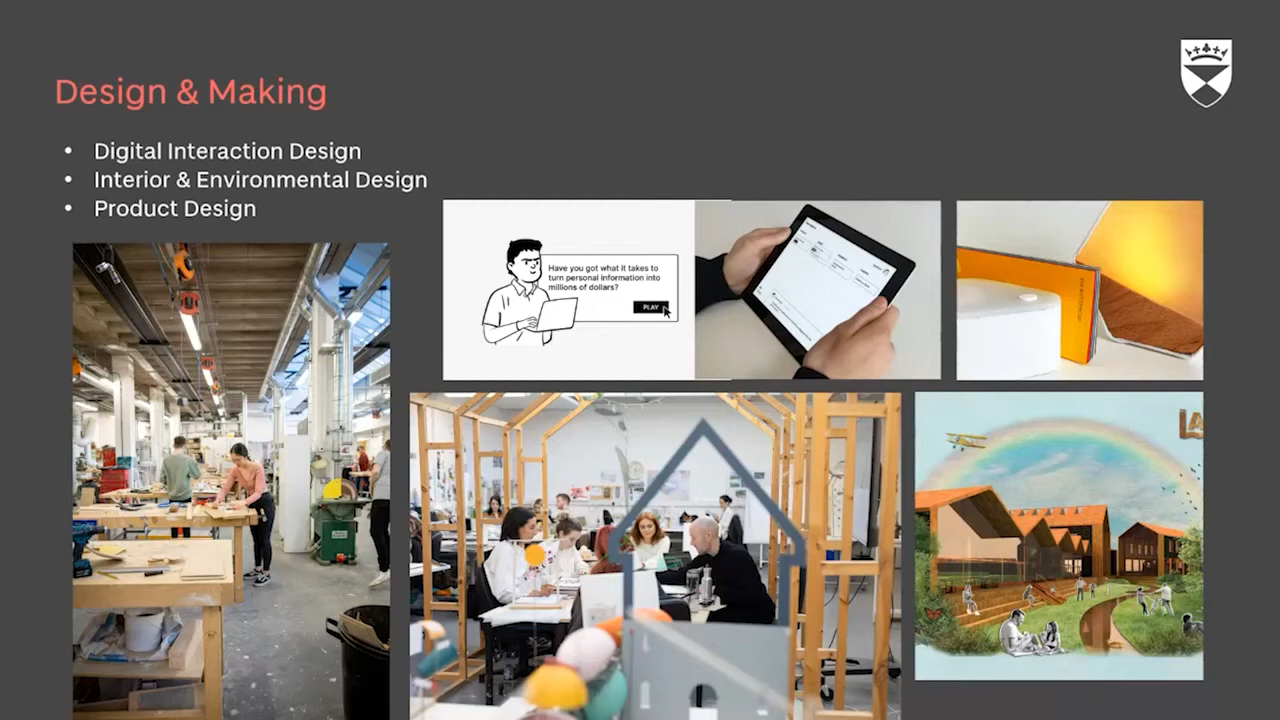 Design & Making
• Digital Interaction Design
• Interior & Environmental Design
• Product Design
Have you got what it takes to
turn personal information into
millions of dollars?
PLAY
LA